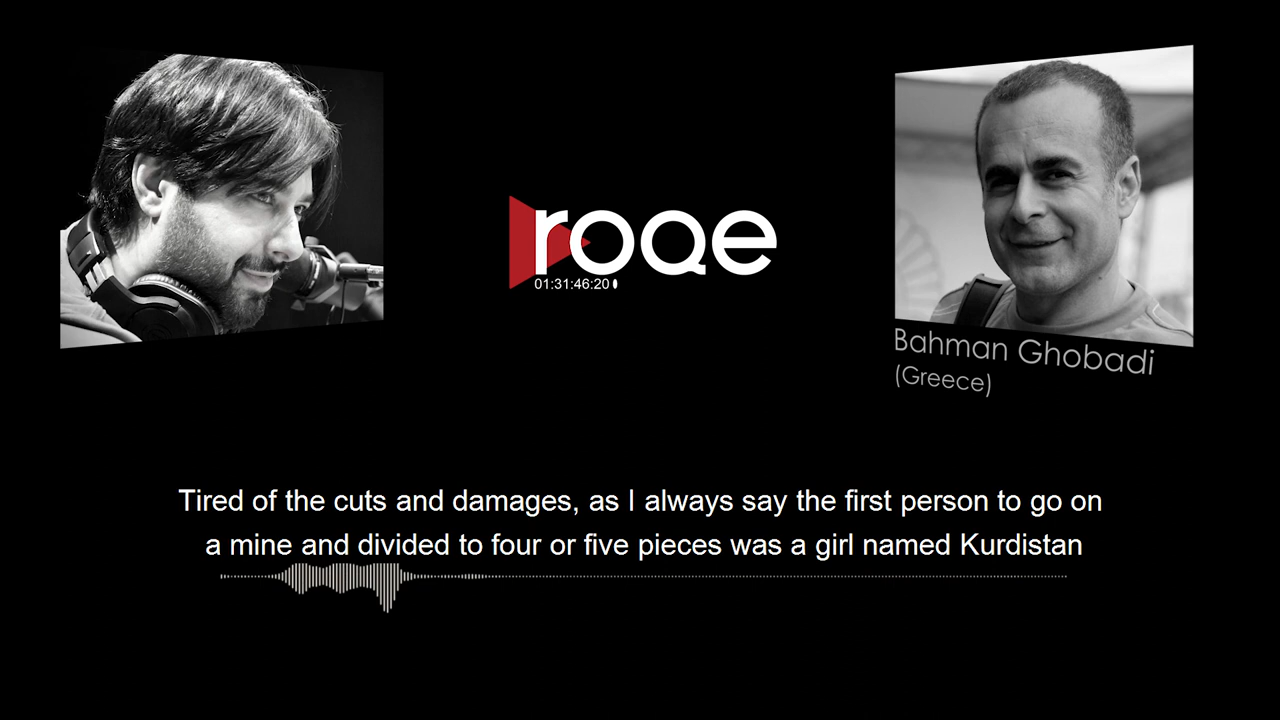 roqe
01:31:46:20
Bahman Ghobadi
(Greece)
Tired of the cuts and damages, as I always say the first person to go on
a mine and divided to four or five pieces was a girl named Kurdistan